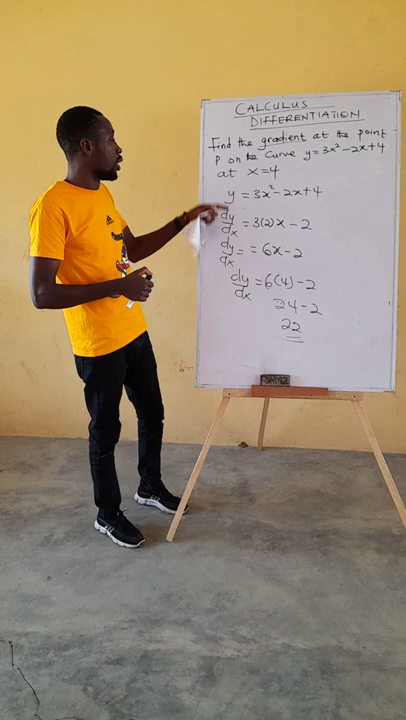 CALCULUS
DIFFERENTIATION
Find the gradient at the point
P on the curve y=3x²-2x+4
at x=4
y = 3x²-2x+4
dy/dx = 3(2)x - 2
dy/dx = = 6x-2
dy/dx = 6(4)-2
24-2
22